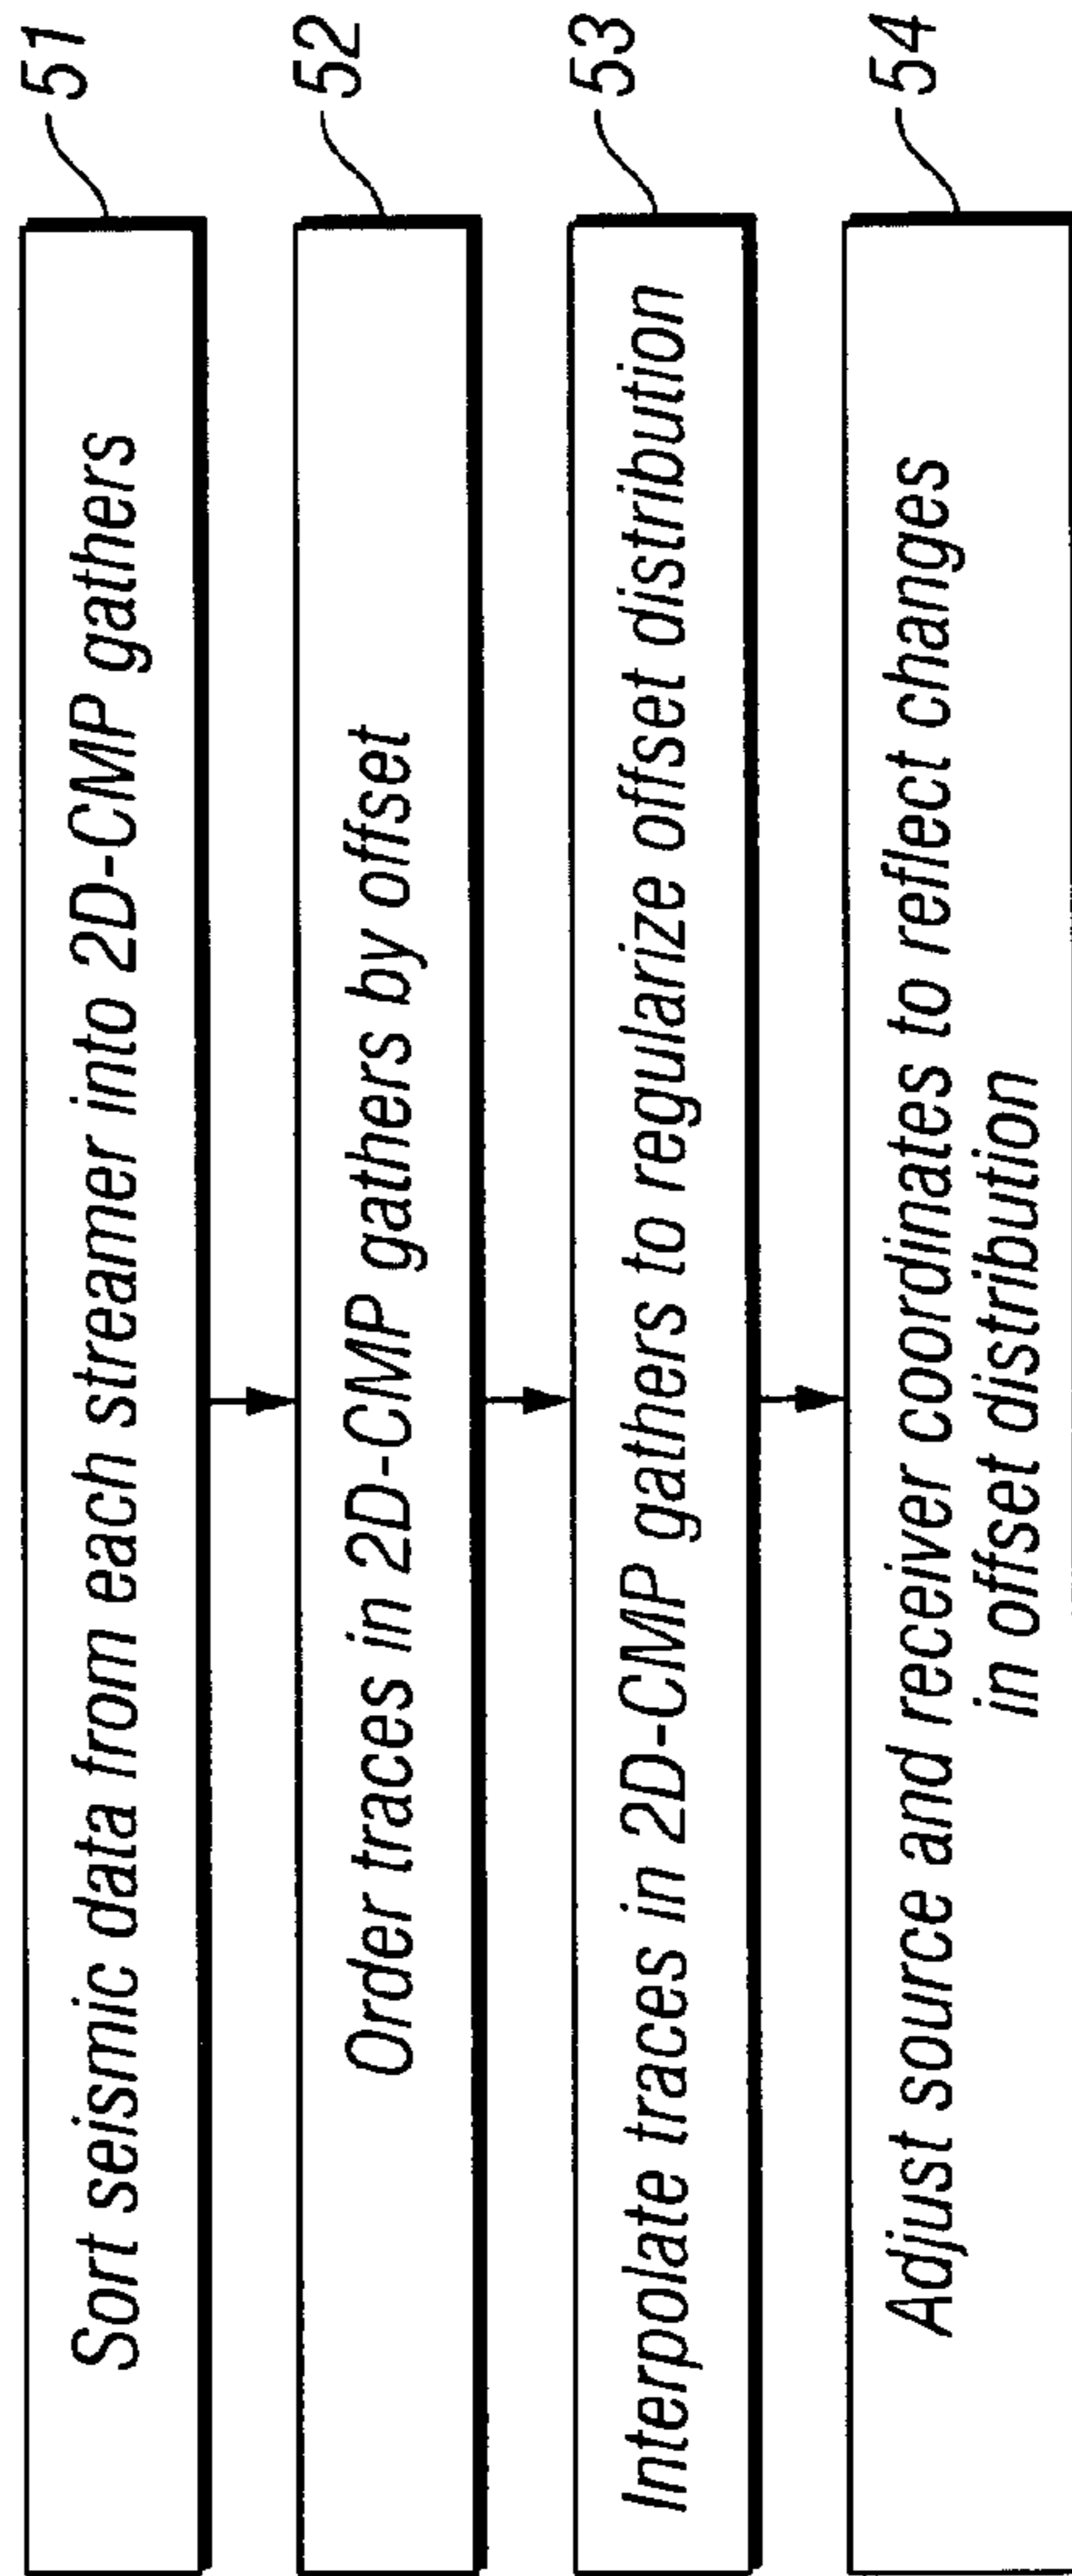 Sort seismic data from each streamer into 2D-CMP gathers
51
Order traces in 2D-CMP gathers by offset
52
Interpolate traces in 2D-CMP gathers to regularize offset distribution
53
Adjust source and receiver coordinates to reflect changes
in offset distribution
54